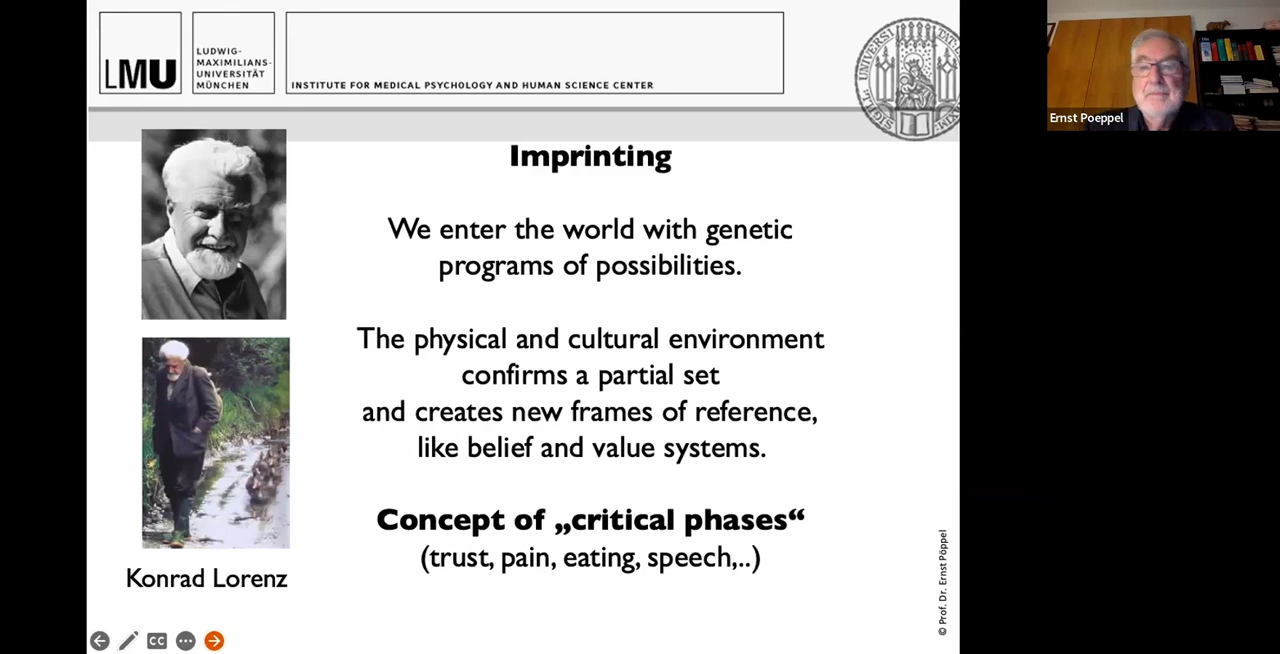 LMU
LUDWIG-
MAXIMILIANS-
UNIVERSITÄT
MÜNCHEN
INSTITUTE FOR MEDICAL PSYCHOLOGY AND HUMAN SCIENCE CENTER
Ernst Poeppel
Imprinting
We enter the world with genetic
programs of possibilities.
The physical and cultural environment
confirms a partial set
and creates new frames of reference,
like belief and value systems.
Concept of „critical phases“
(trust, pain, eating, speech,..)
Konrad Lorenz
© Prof. Dr. Ernst Pöppel
CC